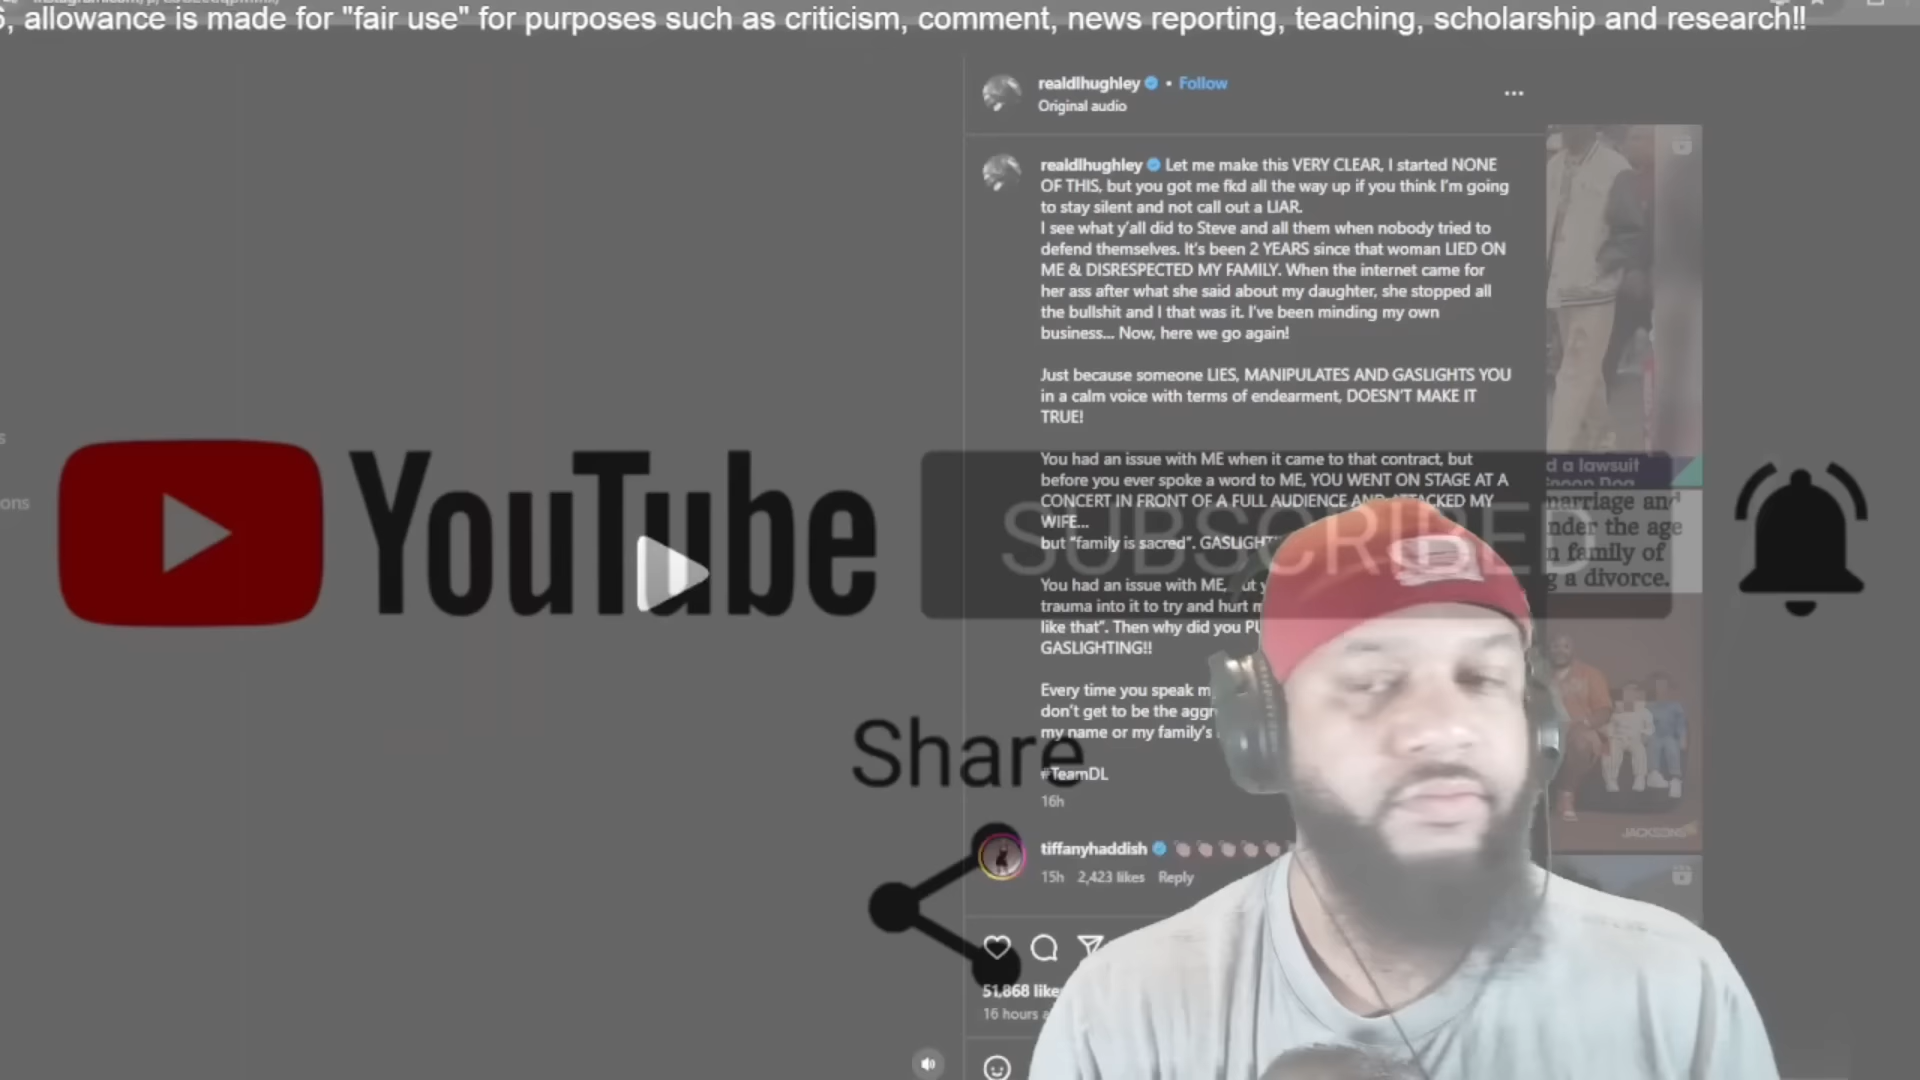 6, allowance is made for "fair use" for purposes such as criticism, comment, news reporting, teaching, scholarship and research!!
realdlhughley • Follow
Original audio
realdlhughley Let me make this VERY CLEAR, I started NONE
OF THIS, but you got me fkd all the way up if you think I'm going
to stay silent and not call out a LIAR.
I see what y'all did to Steve and all them when nobody tried to
defend themselves. It's been 2 YEARS since that woman LIED ON
ME & DISRESPECTED MY FAMILY. When the internet came for
her ass after what she said about my daughter, she stopped all
the bullshit and I that was it. I've been minding my own
business... Now, here we go again!
Just because someone LIES, MANIPULATES AND GASLIGHTS YOU
in a calm voice with terms of endearment, DOESN'T MAKE IT
TRUE!
You had an issue with ME when it came to that contract, but
before you ever spoke a word to ME, YOU WENT ON STAGE AT A
CONCERT IN FRONT OF A FULL AUDIENCE AND ATTACKED MY
WIFE...
but "family is sacred". GASLIGHT
You had an issue with ME,
trauma into it to try and hurt
like that". Then why did you
GASLIGHTING!!
Every time you speak
don't get to be the
my name or my family's
#TeamDL
16h
tiffanyhaddish
15h 2,423 likes Reply
51,868
16 hours
YouTube
SUBSCRIBED
Share
d a lawsuit
Snoop Dog
marriage and
nder the age
n family of
g a divorce.
JACKSONS
ons